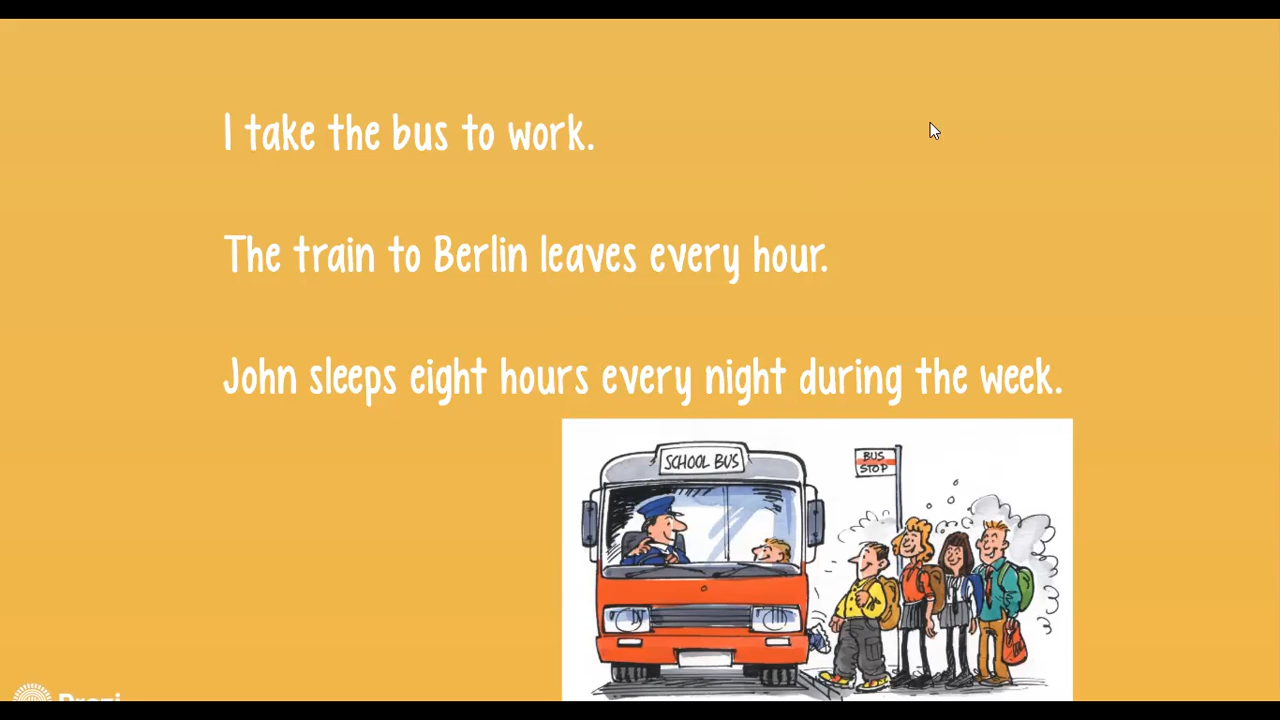 I take the bus to work.
The train to Berlin leaves every hour.
John sleeps eight hours every night during the week.
SCHOOL BUS
BUS
STOP
Prezi